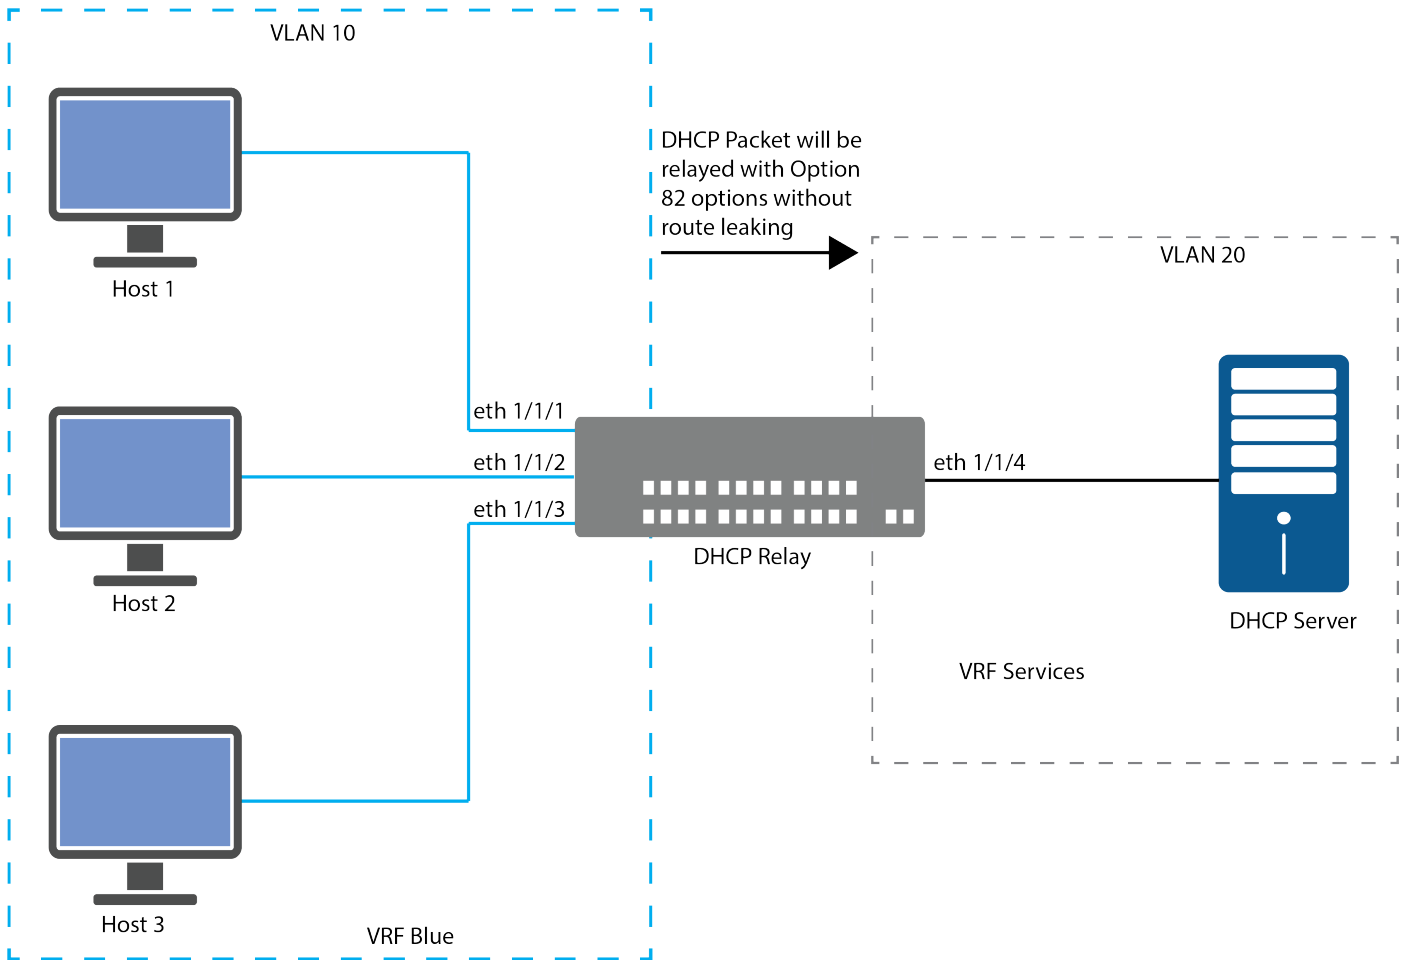 VLAN 10
DHCP Packet will be
relayed with Option
82 options without
route leaking
VLAN 20
Host 1
eth 1/1/1
eth 1/1/2
eth 1/1/3
eth 1/1/4
DHCP Relay
Host 2
DHCP Server
VRF Services
Host 3
VRF Blue